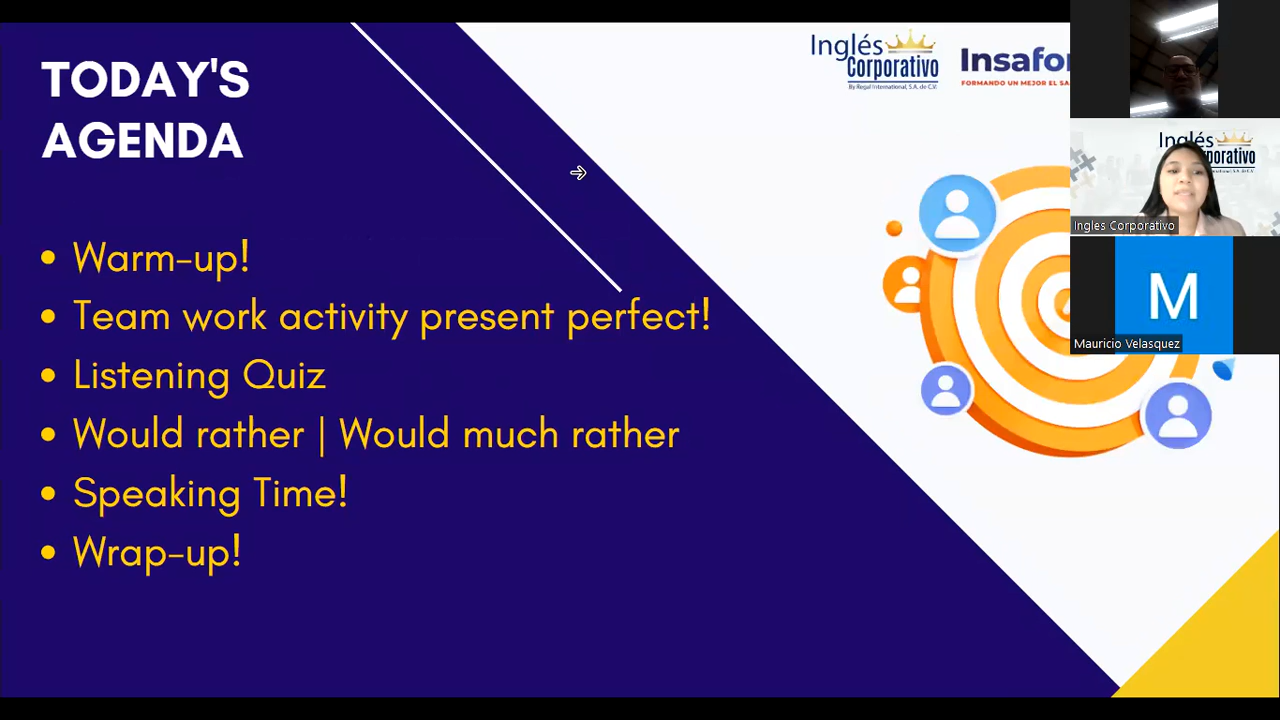 TODAY'S
AGENDA
Warm-up!
Team work activity present perfect!
Listening Quiz
Would rather | Would much rather
Speaking Time!
Wrap-up!
Inglés
Corporativo
By Regal International, S.A. de C.V.
Insafor
FORMANDO UN MEJOR EL SA
Inglés
porativo
Ingles Corporativo
M
Mauricio Velasquez